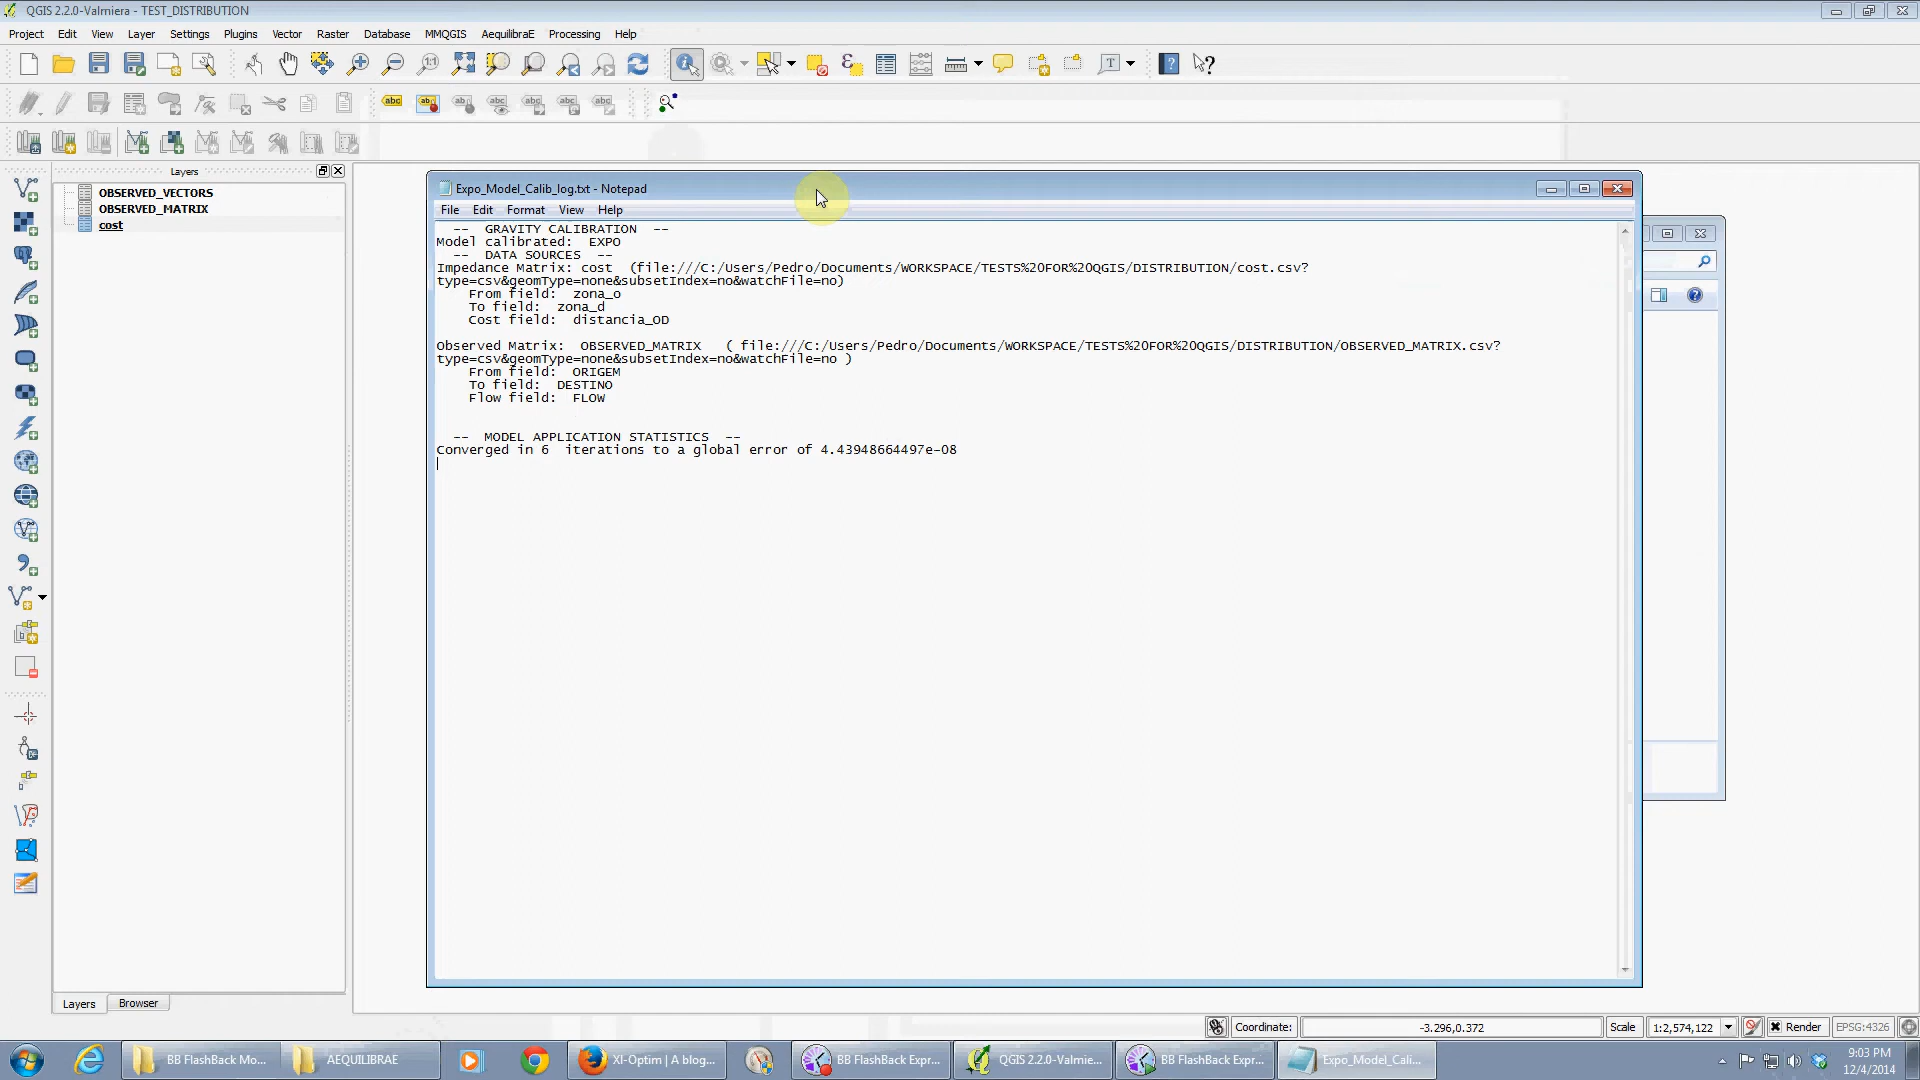 QGIS 2.2.0-Valmiera - TEST_DISTRIBUTION
Project Edit View Layer Settings Plugins Vector Raster Database MMQGIS AequilibraE Processing Help
Layers
OBSERVED_VECTORS
OBSERVED_MATRIX
cost
Expo_Model_Calib_log.txt - Notepad
File Edit Format View Help
-- GRAVITY CALIBRATION --
Model calibrated: EXPO
-- DATA SOURCES --
Impedance Matrix: cost (file:///C:/Users/Pedro/Documents/WORKSPACE/TESTS%20FOR%20QGIS/DISTRIBUTION/cost.csv?
type=csv&geomType=none&subsetIndex=no&watchFile=no)
From field: zona_o
To field: zona_d
Cost field: distancia_OD
Observed Matrix: OBSERVED_MATRIX ( file:///C:/Users/Pedro/Documents/WORKSPACE/TESTS%20FOR%20QGIS/DISTRIBUTION/OBSERVED_MATRIX.csv?
type=csv&geomType=none&subsetIndex=no&watchFile=no )
From field: ORIGEM
To field: DESTINO
Flow field: FLOW
-- MODEL APPLICATION STATISTICS --
Converged in 6 iterations to a global error of 4.43948664497e-08
Layers Browser
Coordinate: -3.296,0.372 Scale 1:2,574,122 Render EPSG:4326
BB FlashBack Mo... AEQUILIBRAE XI-Optim | A blog... BB FlashBack Expr... QGIS 2.2.0-Valmie... BB FlashBack Expr... Expo_Model_Cali...
9:03 PM
12/4/2014